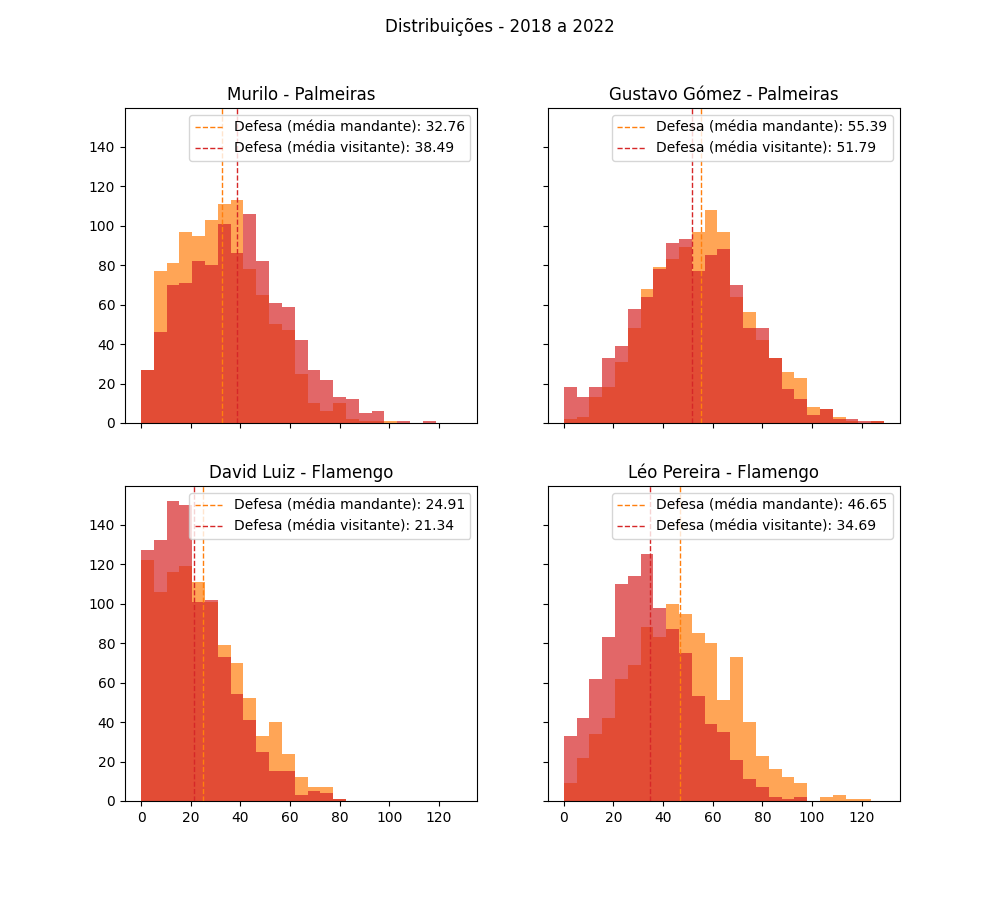 Distribuições - 2018 a 2022
Murilo - Palmeiras
Defesa (média mandante): 32.76
Defesa (média visitante): 38.49
140
120
100
80
60
40
20
0
Gustavo Gómez - Palmeiras
Defesa (média mandante): 55.39
Defesa (média visitante): 51.79
David Luiz - Flamengo
Defesa (média mandante): 24.91
Defesa (média visitante): 21.34
140
120
100
80
60
40
20
0
0 20 40 60 80 100 120
Léo Pereira - Flamengo
Defesa (média mandante): 46.65
Defesa (média visitante): 34.69
0 20 40 60 80 100 120